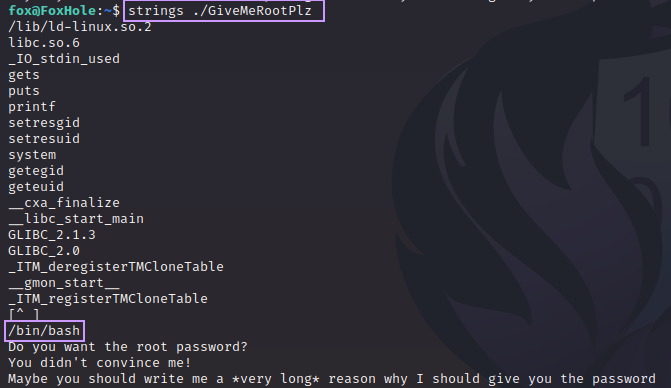 fox@FoxHole:~$ strings ./GiveMeRootPlz
/lib/ld-linux.so.2
libc.so.6
_IO_stdin_used
gets
puts
printf
setresgid
setresuid
system
getegid
geteuid
__cxa_finalize
__libc_start_main
GLIBC_2.1.3
GLIBC_2.0
_ITM_deregisterTMCloneTable
__gmon_start__
_ITM_registerTMCloneTable
[^_]
/bin/bash
Do you want the root password?
You didn't convince me!
Maybe you should write me a *very long* reason why I should give you the password